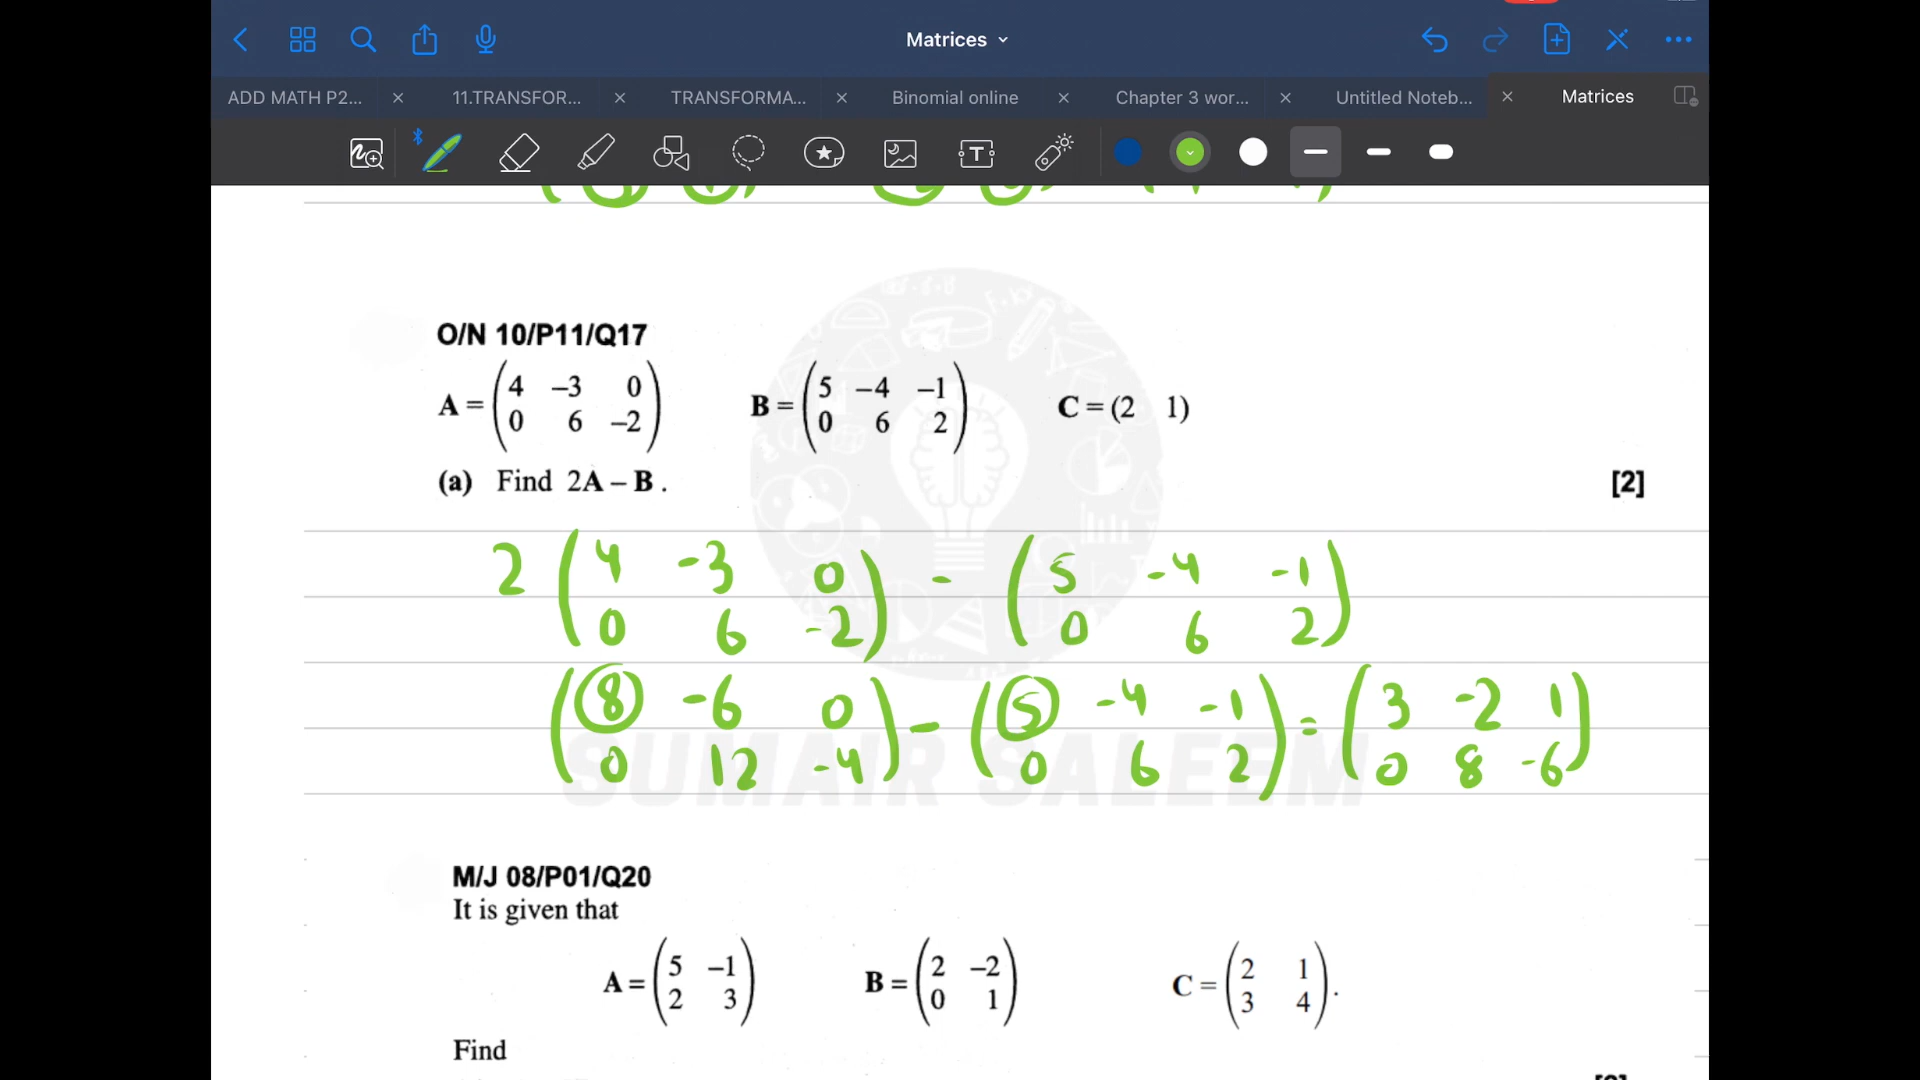 Matrices
ADD MATH P2... 11.TRANSFOR... TRANSFORMA... Binomial online Chapter 3 wor... Untitled Noteb... Matrices
O/N 10/P11/Q17
A = (4 −3 0 B = (5 −4 −1 C = (2 1)
0 6 −2) 0 6 2)
(a) Find 2A − B . [2]
2 (4 -3 0 - (5 -4 -1
0 6 -2) 0 6 2)
(8 -6 0 - (5 -4 -1 = (3 -2 1
0 12 -4) 0 6 2) 0 8 -6)
SUMAIR SALEEM
M/J 08/P01/Q20
It is given that
A = (5 −1 B = (2 −2 C = (2 1
2 3) 0 1) 3 4).
Find